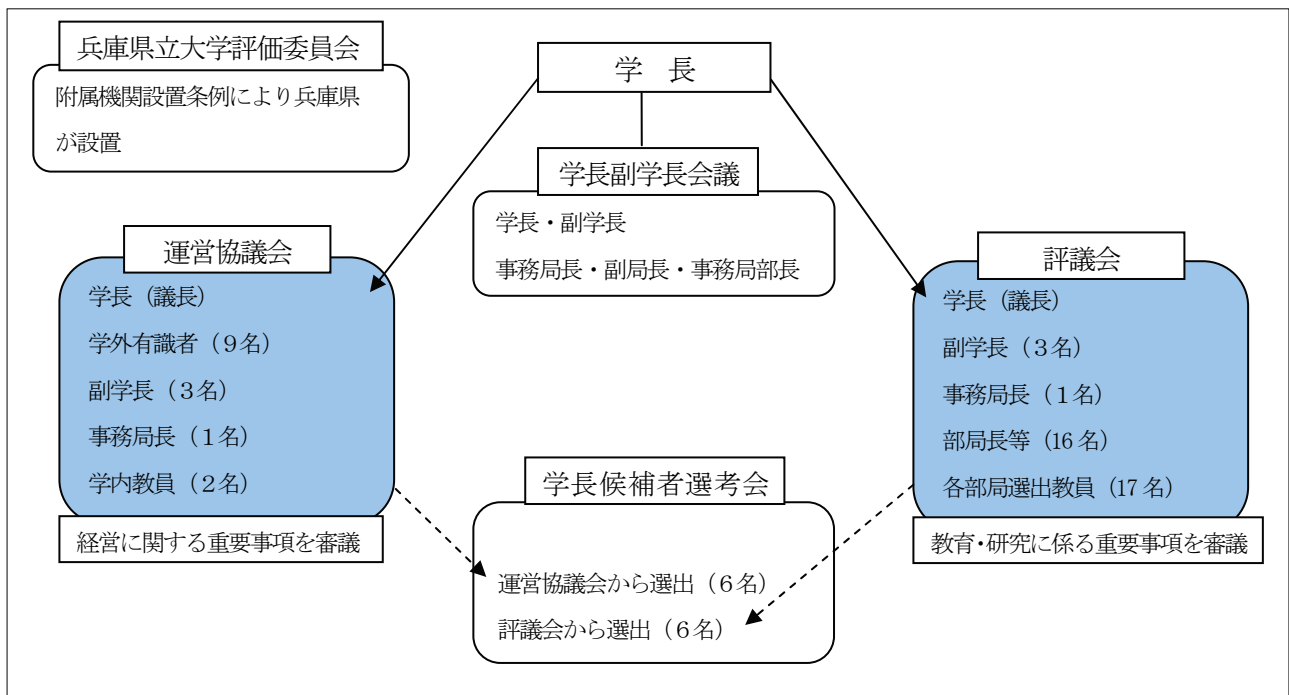 兵庫県立大学評価委員会
附属機関設置条例により兵庫県
が設置
学 長
学長副学長会議
学長・副学長
事務局長・副局長・事務局部長
運営協議会
学長（議長）
学外有識者（９名）
副学長（３名）
事務局長（１名）
学内教員（２名）
経営に関する重要事項を審議
評議会
学長（議長）
副学長（３名）
事務局長（１名）
部局長等（16 名）
各部局選出教員（17 名）
教育・研究に係る重要事項を審議
学長候補者選考会
運営協議会から選出（６名）
評議会から選出（６名）